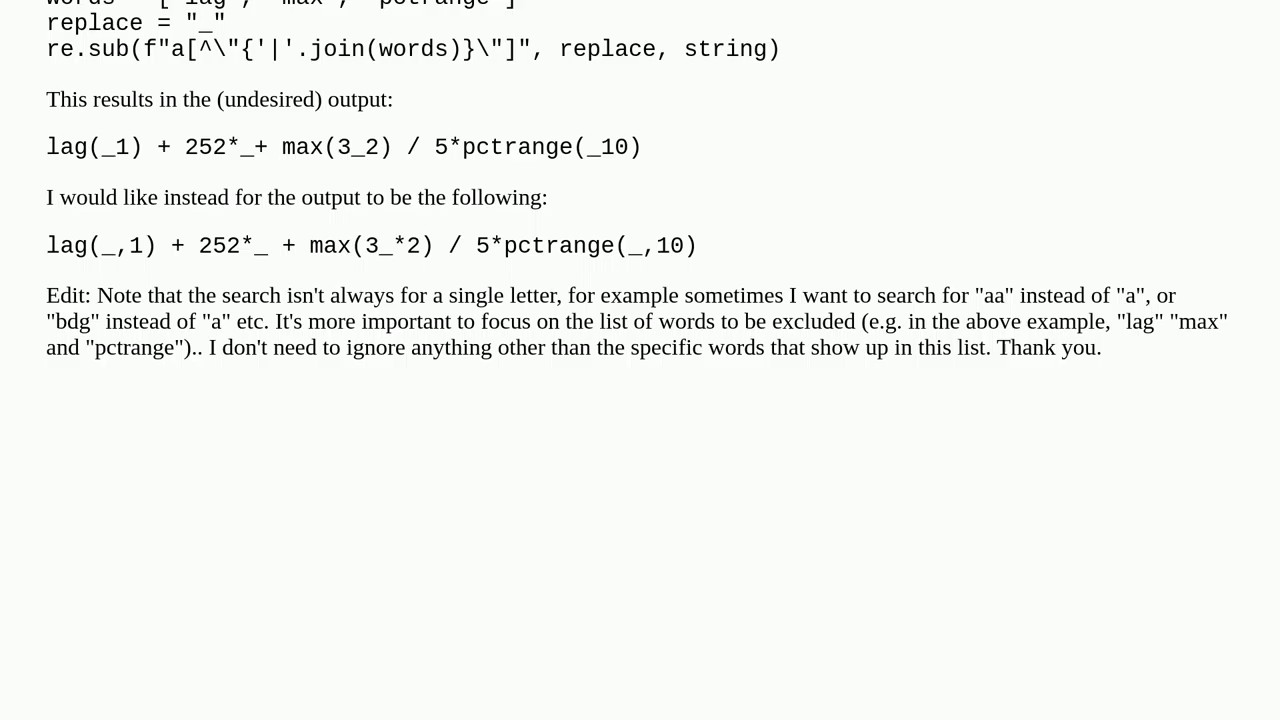 words = ["lag", "max", "pctrange"]
replace = "_"
re.sub(f"a[^\"{'|'.join(words)}\"]", replace, string)
This results in the (undesired) output:
lag(_1) + 252*_+ max(3_2) / 5*pctrange(_10)
I would like instead for the output to be the following:
lag(_,1) + 252*_ + max(3_*2) / 5*pctrange(_,10)
Edit: Note that the search isn't always for a single letter, for example sometimes I want to search for "aa" instead of "a", or
"bdg" instead of "a" etc. It's more important to focus on the list of words to be excluded (e.g. in the above example, "lag" "max"
and "pctrange").. I don't need to ignore anything other than the specific words that show up in this list. Thank you.